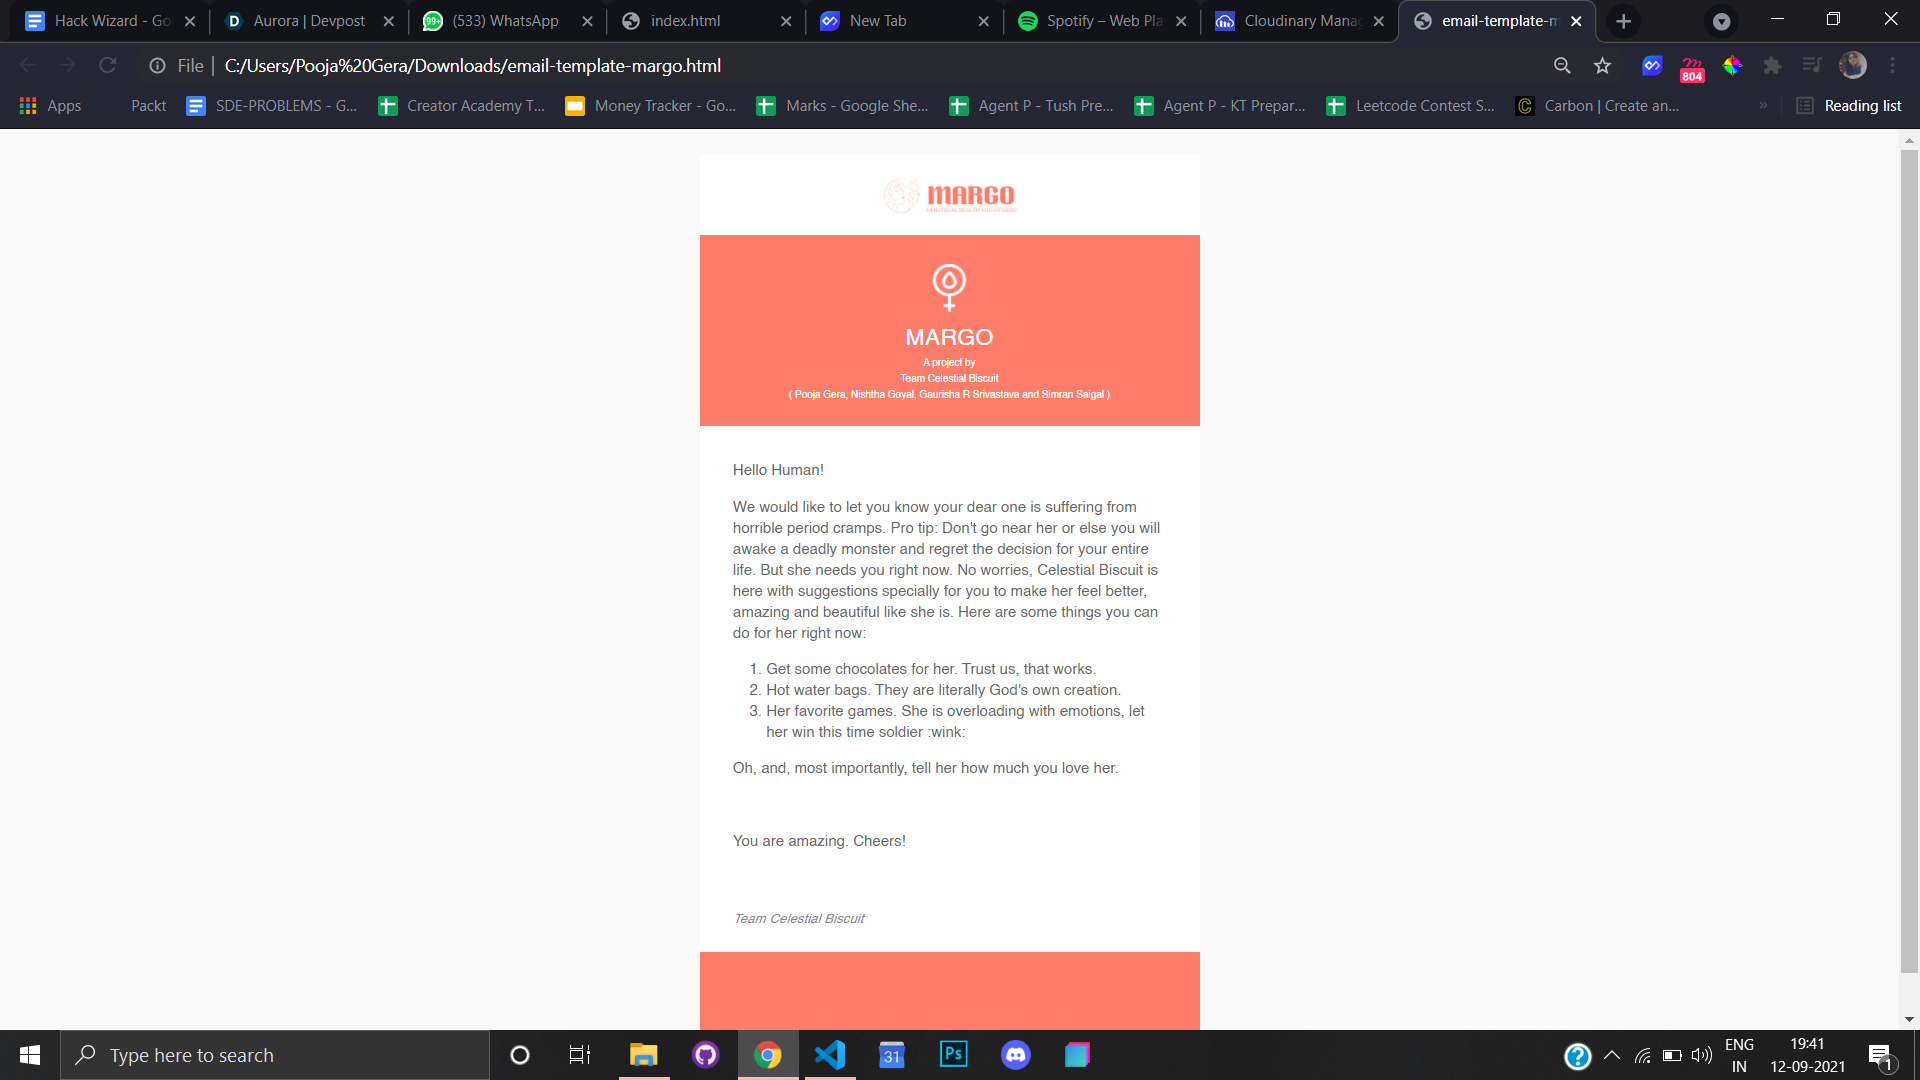 Hack Wizard - Go
Aurora | Devpost
(533) WhatsApp
index.html
New Tab
Spotify – Web Pla
Cloudinary Manag
email-template-m
File
C:/Users/Pooja%20Gera/Downloads/email-template-margo.html
804
Apps
Packt
SDE-PROBLEMS - G...
Creator Academy T...
Money Tracker - Go...
Marks - Google She...
Agent P - Tush Pre...
Agent P - KT Prepar...
Leetcode Contest S...
Carbon | Create an...
»
Reading list
MARGO
MARGO
A project by
Team Celestial Biscuit
( Pooja Gera, Nishtha Goyal, Gaurisha R Srivastava and Simran Saigal )
Hello Human!
We would like to let you know your dear one is suffering from
horrible period cramps. Pro tip: Don't go near her or else you will
awake a deadly monster and regret the decision for your entire
life. But she needs you right now. No worries, Celestial Biscuit is
here with suggestions specially for you to make her feel better,
amazing and beautiful like she is. Here are some things you can
do for her right now:
1. Get some chocolates for her. Trust us, that works.
2. Hot water bags. They are literally God's own creation.
3. Her favorite games. She is overloading with emotions, let
her win this time soldier :wink:
Oh, and, most importantly, tell her how much you love her.
You are amazing. Cheers!
Team Celestial Biscuit
Type here to search
31
Ps
ENG
IN
19:41
12-09-2021
1